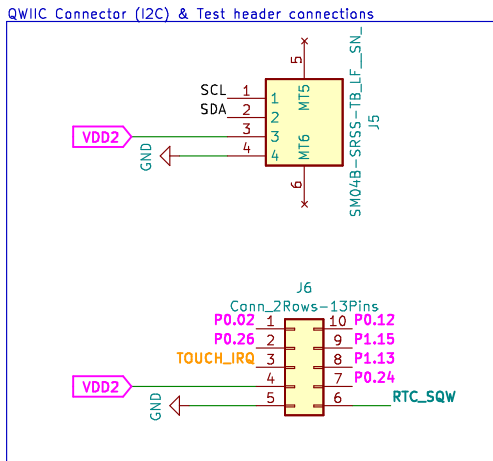 QWIIC Connector (I2C) & Test header connections
5
SCL 1 1 MT5
SDA 2 2
VDD2 3 3
GND 4 4 MT6
6
SM04B-SRSS-TB_LF__SN_
J5
J6
Conn_2Rows-13Pins
P0.02 1 10 P0.12
P0.26 2 9 P1.15
TOUCH_IRQ 3 8 P1.13
VDD2 4 7 P0.24
GND 5 6 RTC_SQW